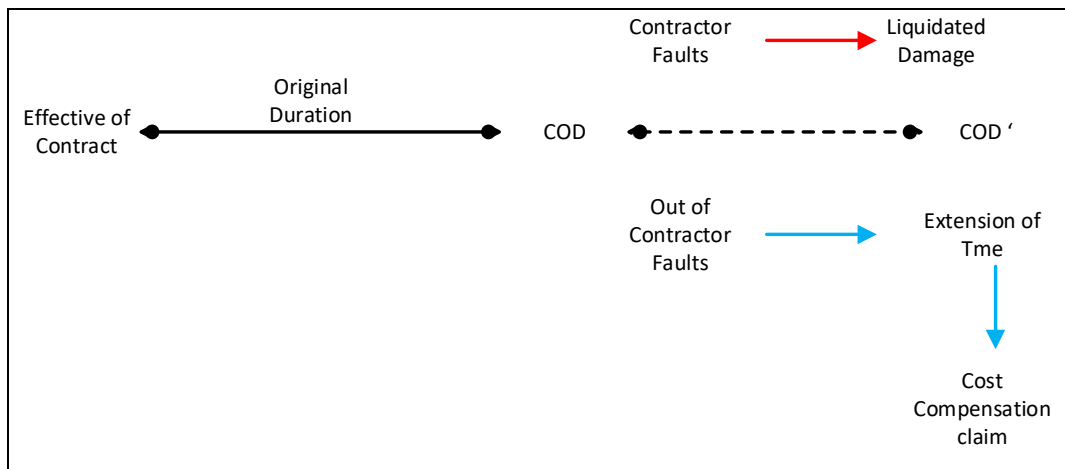 Contractor
Faults
Liquidated
Damage
Original
Duration
Effective of
Contract
COD
COD ‘
Out of
Contractor
Faults
Extension of
Tme
Cost
Compensation
claim